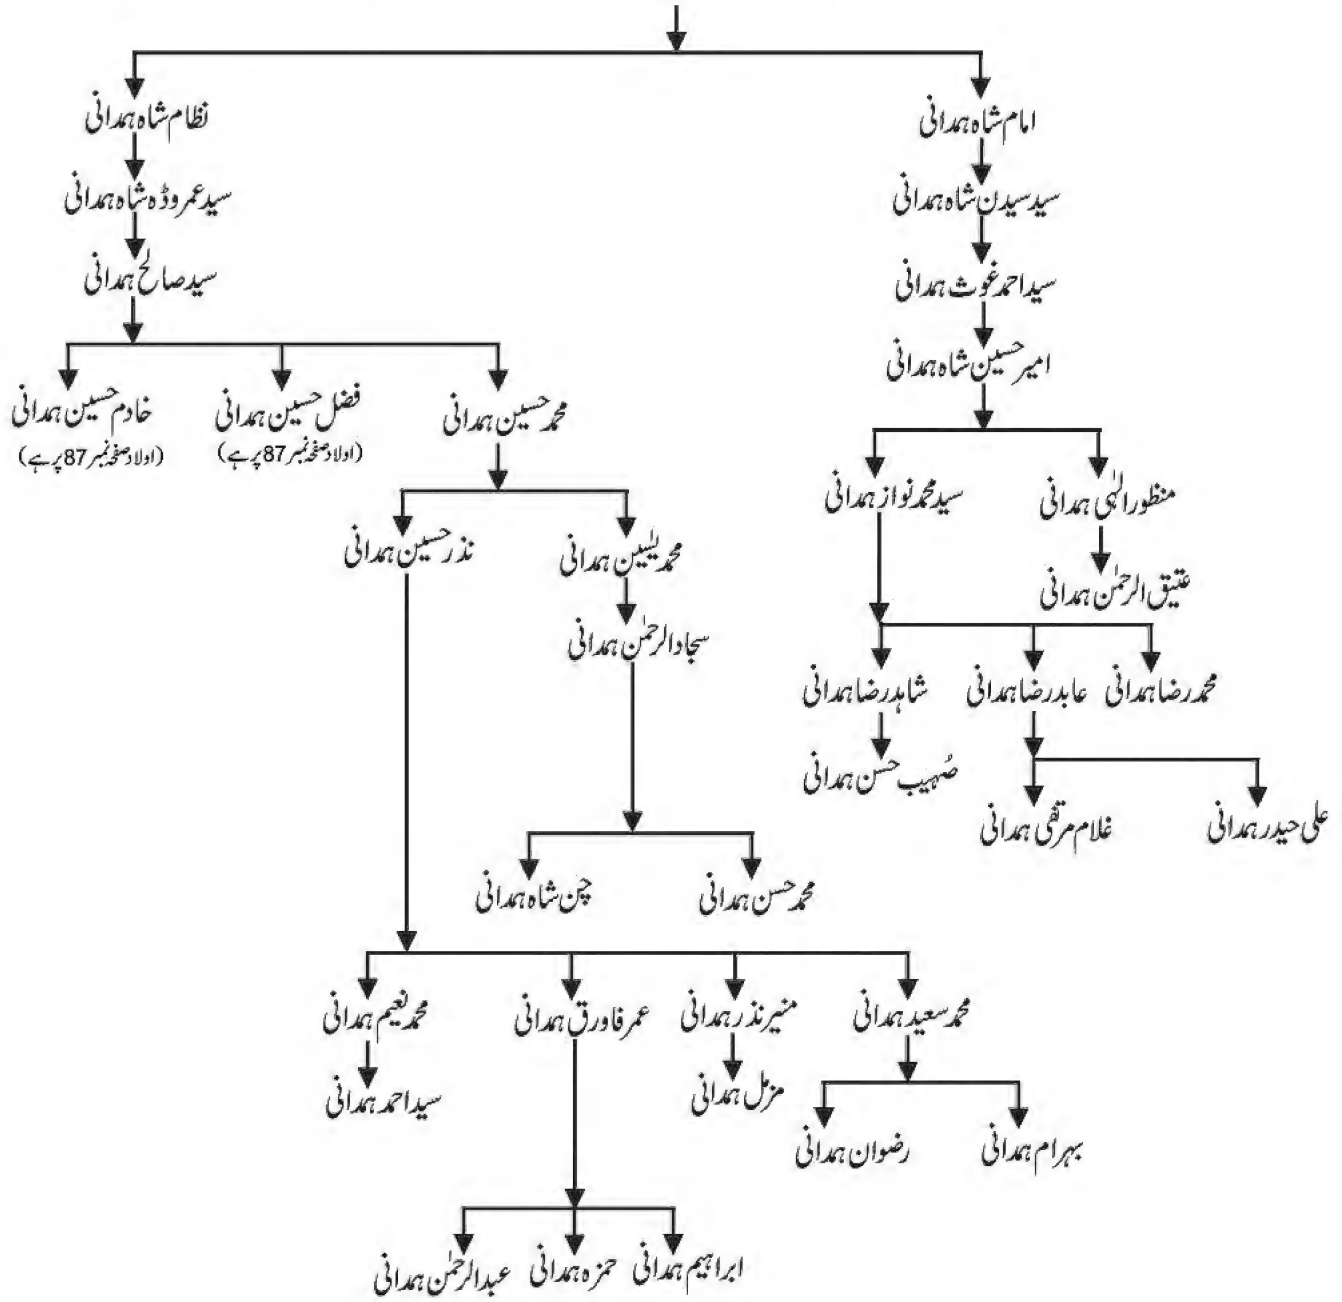 امام شاہ ہمدانی
نظام شاہ ہمدانی
سید سیدن شاہ ہمدانی
سید عمر وڈہ شاہ ہمدانی
سید احمد غوث ہمدانی
سید صالح ہمدانی
امیر حسین شاہ ہمدانی
محمد حسین ہمدانی
فضل حسین ہمدانی
(اولاد صفحہ نمبر 87 پر ہے)
خادم حسین ہمدانی
(اولاد صفحہ نمبر 87 پر ہے)
منظور الٰہی ہمدانی
سید محمد نواز ہمدانی
محمد یٰسین ہمدانی
نذر حسین ہمدانی
عتیق الرحمٰن ہمدانی
سجاد الرحمٰن ہمدانی
محمد رضا ہمدانی
عابد رضا ہمدانی
شاہد رضا ہمدانی
صُہیب حسن ہمدانی
علی حیدر ہمدانی
غلام مرتضی ہمدانی
محمد حسن ہمدانی
چن شاہ ہمدانی
محمد سعید ہمدانی
منیر نذر ہمدانی
عمر فاورق ہمدانی
محمد نعیم ہمدانی
مزمل ہمدانی
سید احمد ہمدانی
بہرام ہمدانی
رضوان ہمدانی
ابراہیم ہمدانی
حمزہ ہمدانی
عبدالرحمٰن ہمدانی